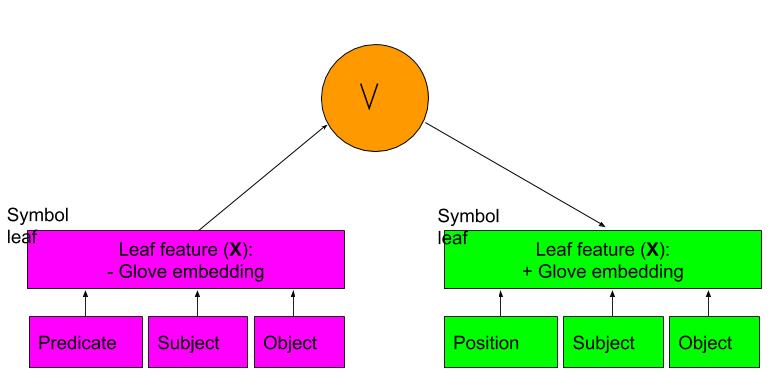 V
Symbol
leaf
Leaf feature (X):
- Glove embedding
Predicate
Subject
Object
Symbol
leaf
Leaf feature (X):
+ Glove embedding
Position
Subject
Object